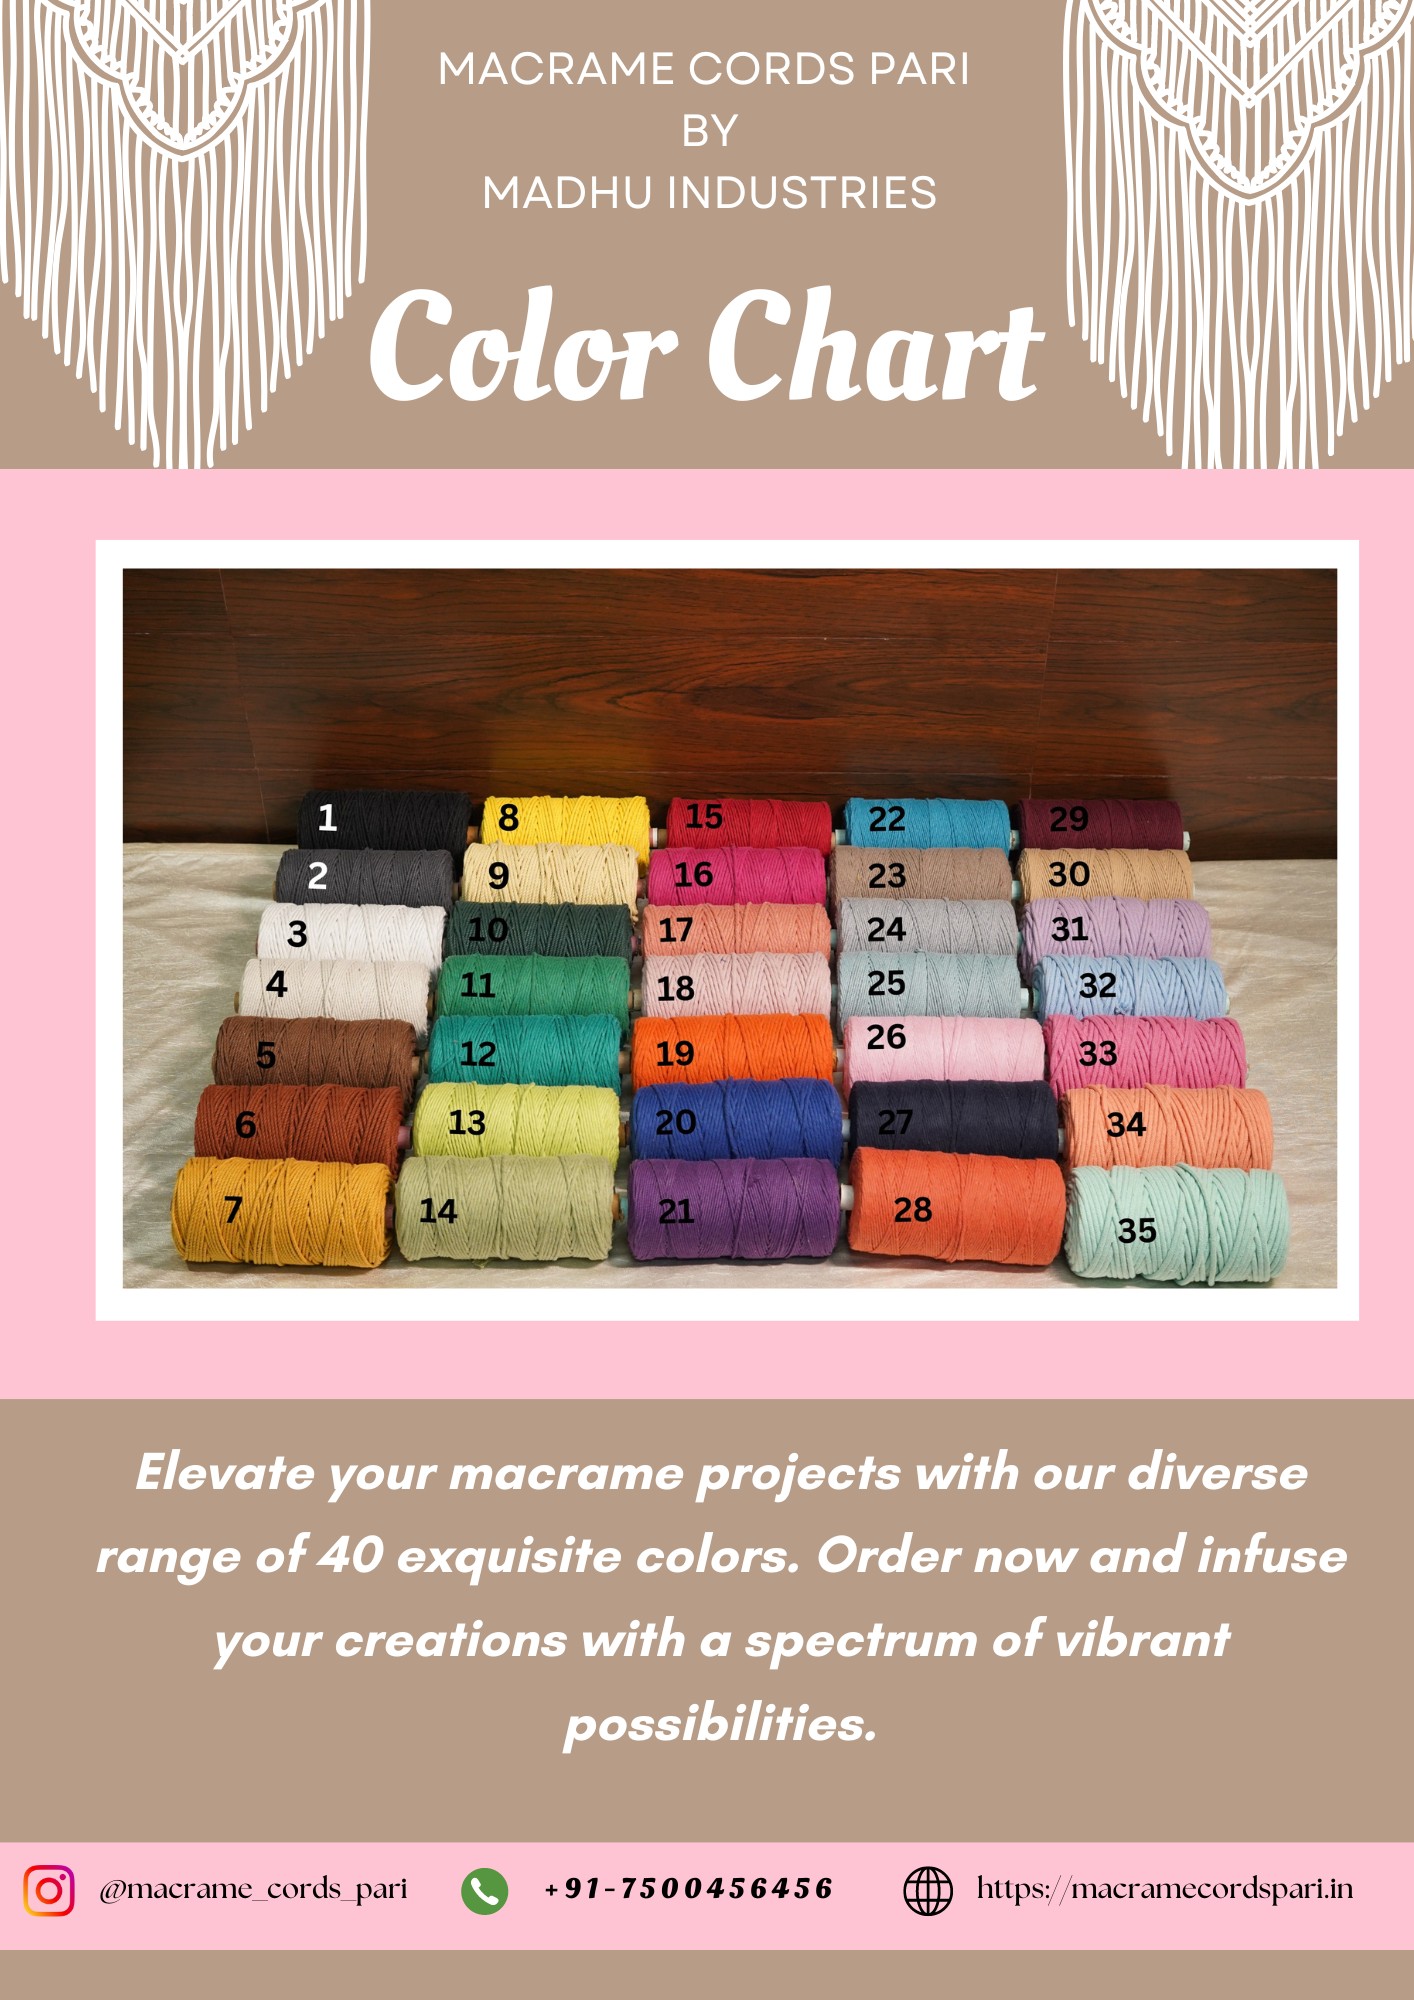 MACRAME CORDS PARI
BY
MADHU INDUSTRIES
Color Chart
1 8 15 22 29
2 9 16 23 30
3 10 17 24 31
4 11 18 25 32
5 12 19 26 33
6 13 20 27 34
7 14 21 28 35
Elevate your macrame projects with our diverse
range of 40 exquisite colors. Order now and infuse
your creations with a spectrum of vibrant
possibilities.
@macrame_cords_pari +91-7500456456 https://macramecordspari.in